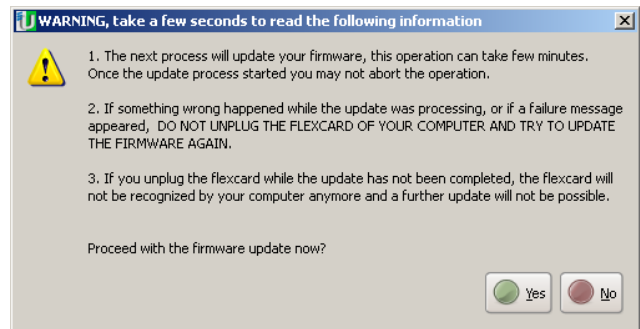 WARNING, take a few seconds to read the following information
1. The next process will update your firmware, this operation can take few minutes.
Once the update process started you may not abort the operation.
2. If something wrong happened while the update was processing, or if a failure message
appeared, DO NOT UNPLUG THE FLEXCARD OF YOUR COMPUTER AND TRY TO UPDATE
THE FIRMWARE AGAIN.
3. If you unplug the flexcard while the update has not been completed, the flexcard will
not be recognized by your computer anymore and a further update will not be possible.
Proceed with the firmware update now?
Yes No